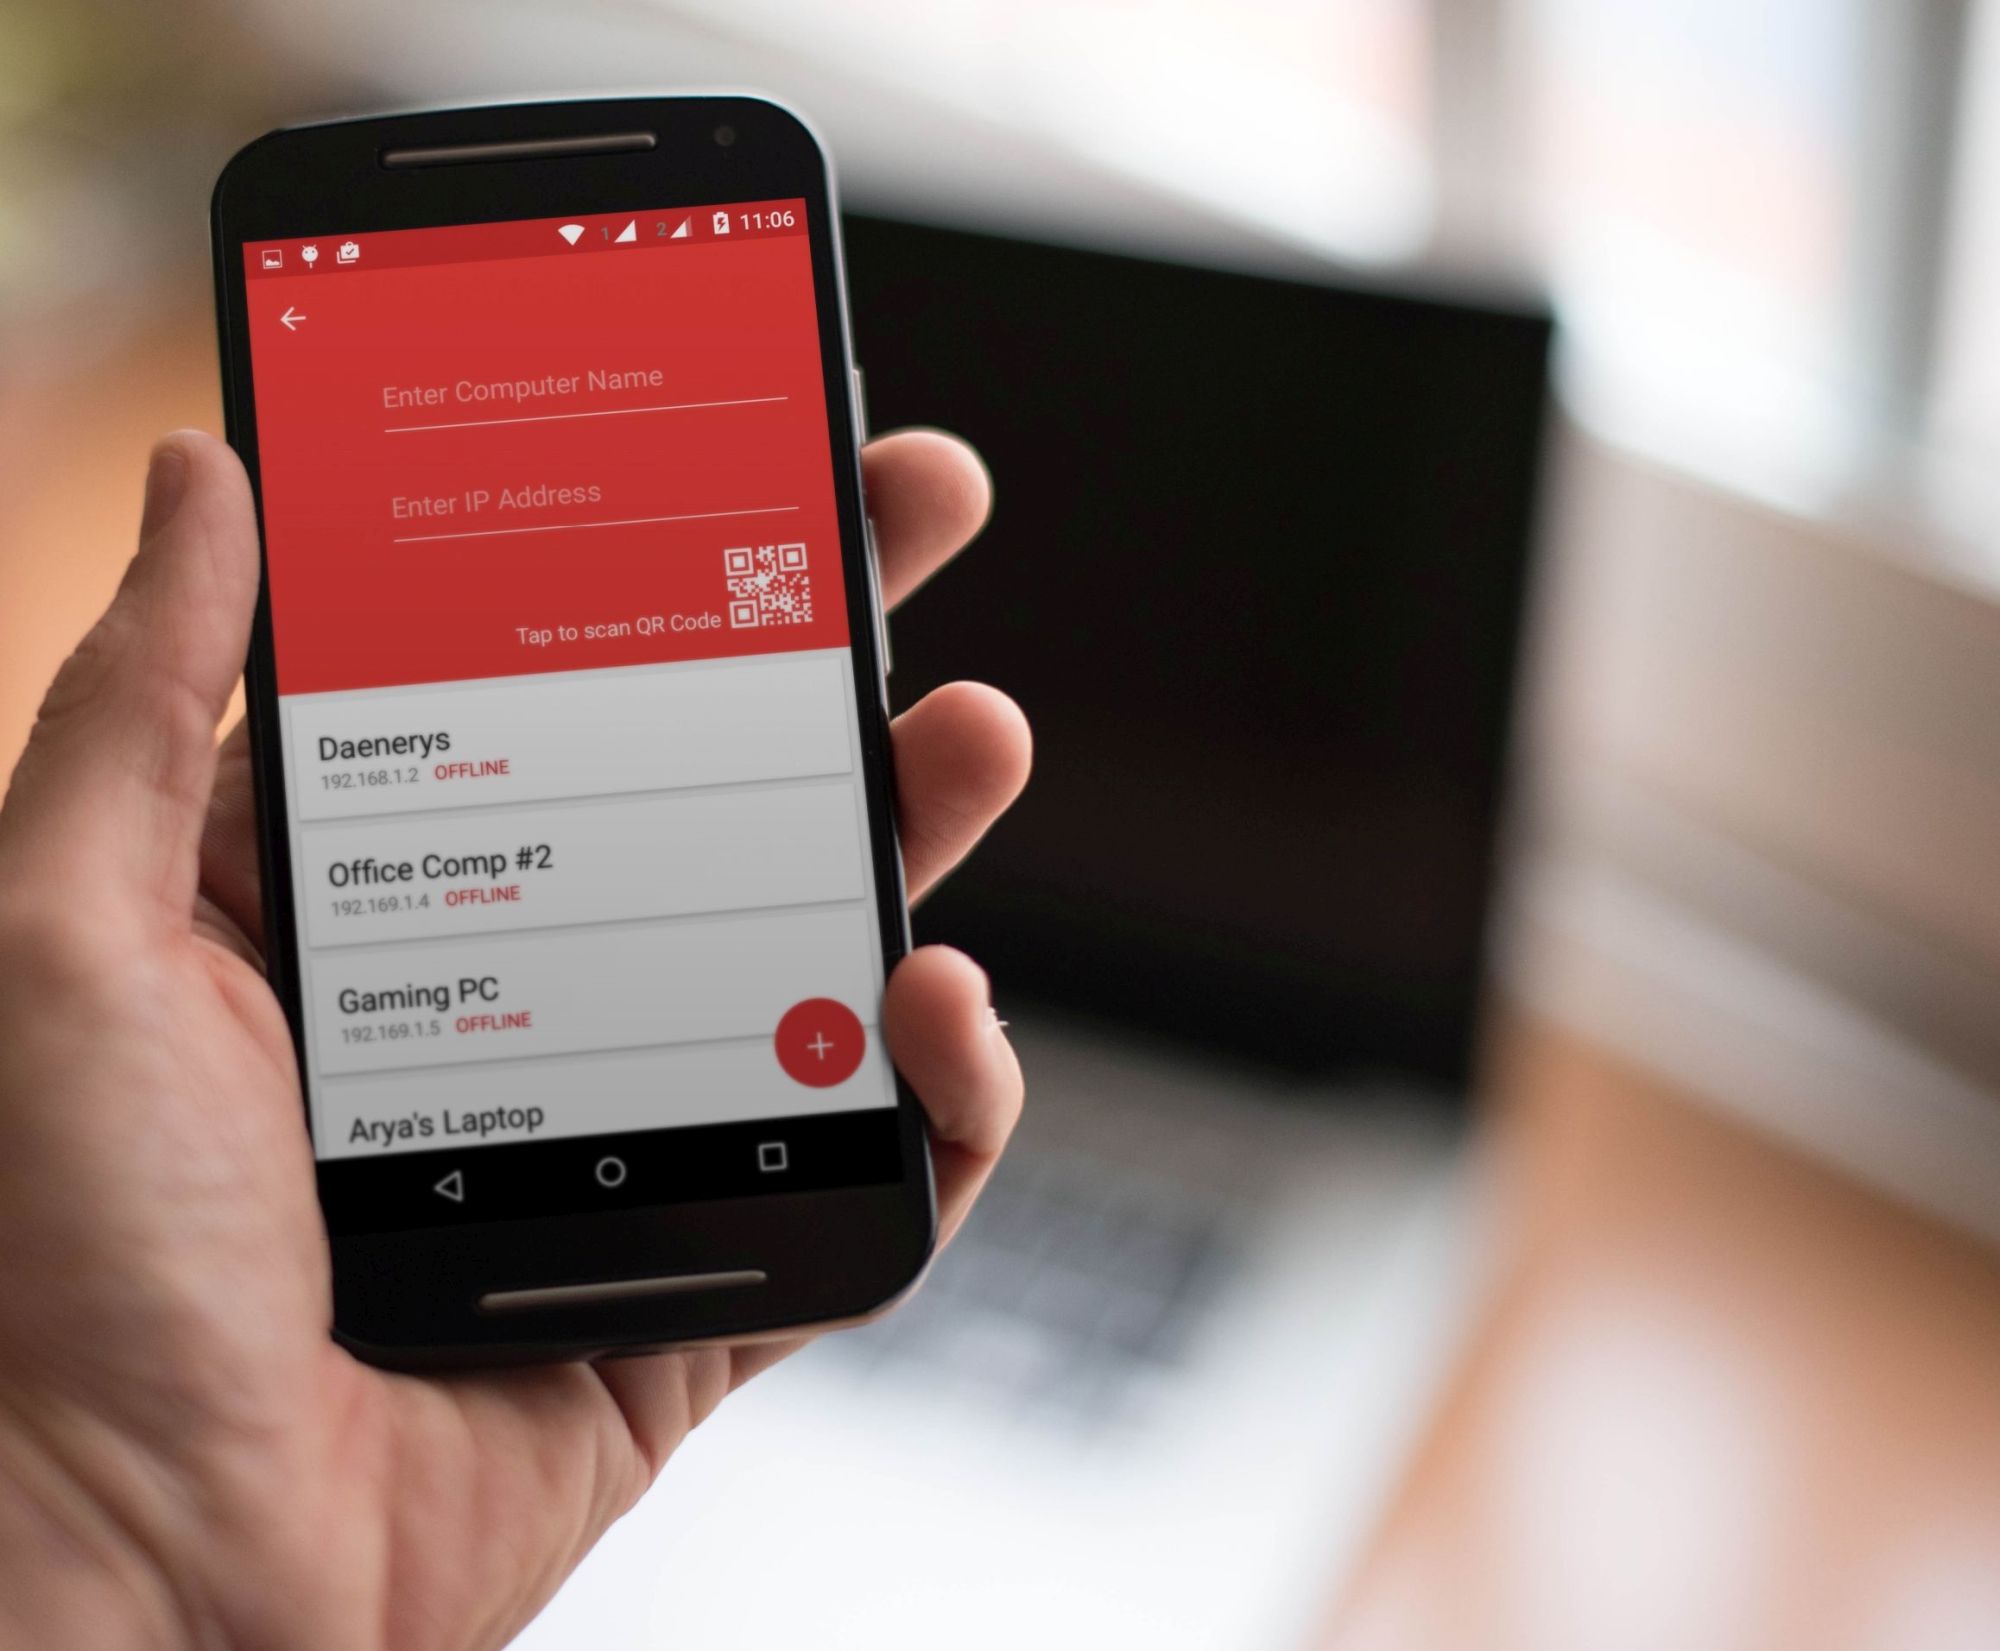 1 2 11:06
Enter Computer Name
Enter IP Address
Tap to scan QR Code
Daenerys
192.168.1.2 OFFLINE
Office Comp #2
192.169.1.4 OFFLINE
Gaming PC
192.169.1.5 OFFLINE
Arya's Laptop